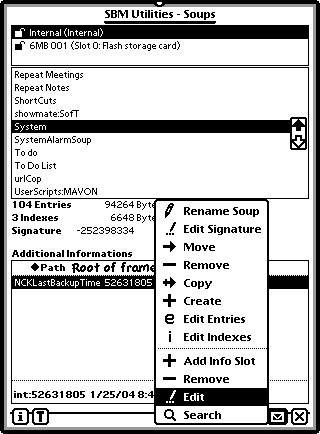 SBM Utilities - Soups
Internal (Internal)
6MB 001 (Slot 0: Flash storage card)
Repeat Meetings
Repeat Notes
ShortCuts
showmate:SofT
System
SystemAlarmSoup
To do
To Do List
urlCop
UserScripts:MAVON
104 Entries 94264 Byte
3 Indexes 6648 Byte
Signature -252398334
Additional Informations
◆Path Root of frame
NCKLastBackupTime 52631805
int:52631805 1/25/04 8:4
Rename Soup
Edit Signature
Move
Remove
Copy
Create
Edit Entries
Edit Indexes
Add Info Slot
Remove
Edit
Search